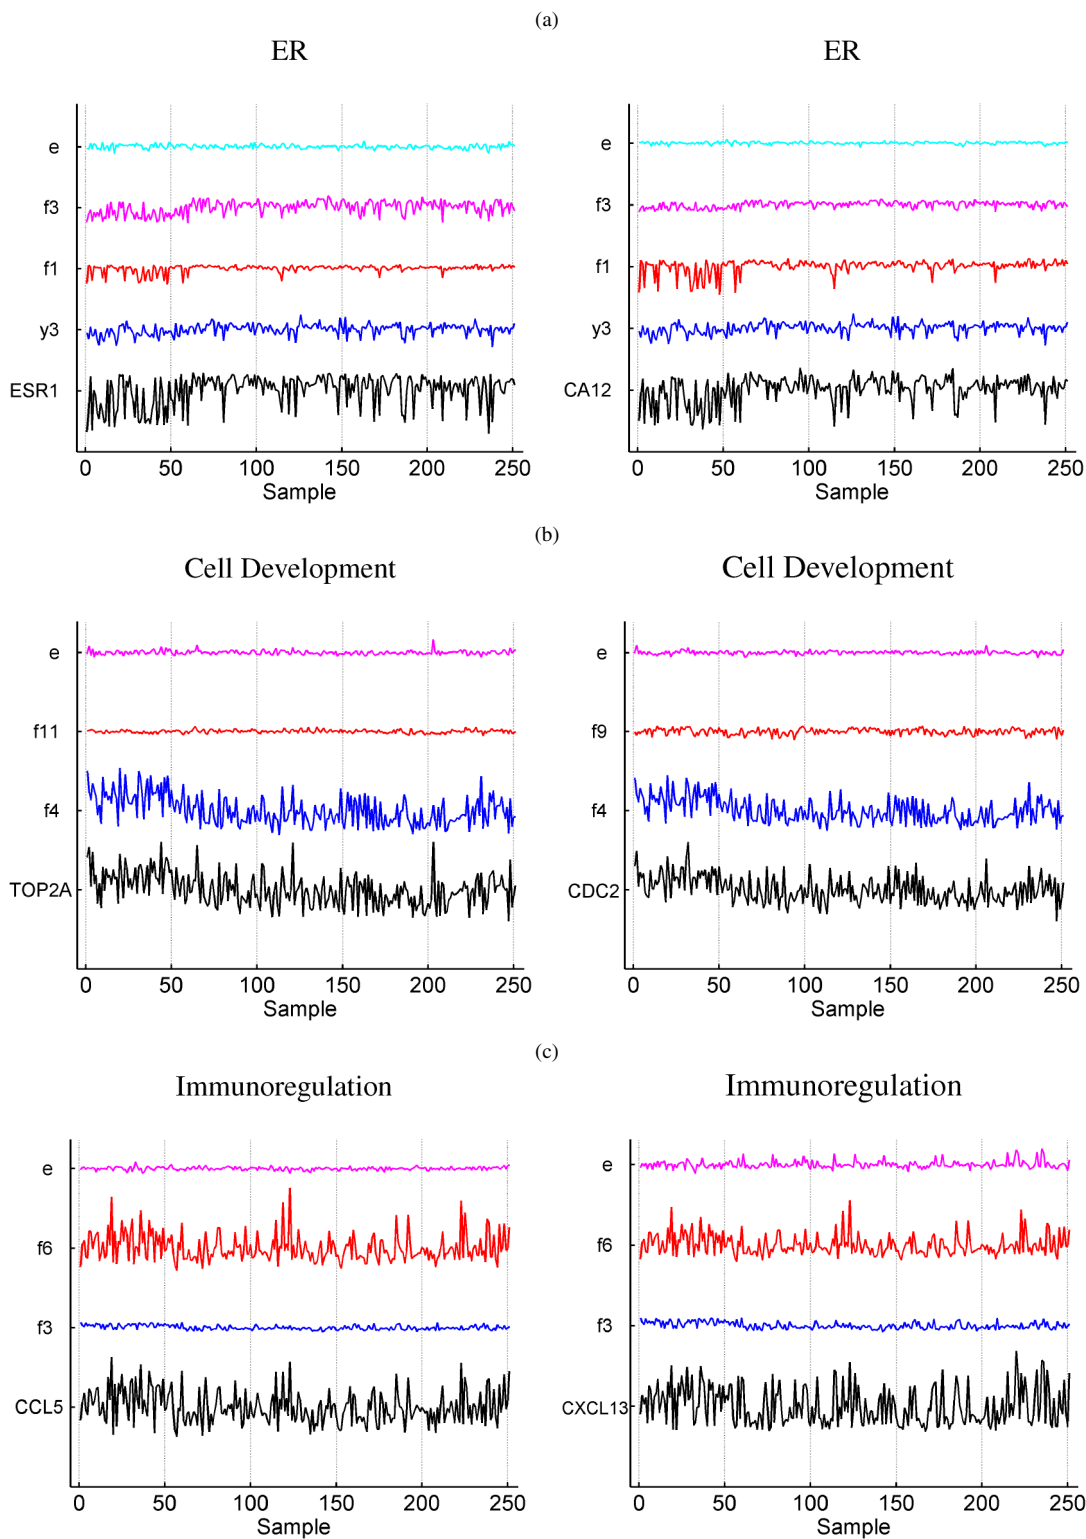 (a)
ER
ER
e
f3
f1
y3
ESR1
0 50 100 150 200 250
Sample
e
f3
f1
y3
CA12
0 50 100 150 200 250
Sample
(b)
Cell Development
Cell Development
e
f11
f4
TOP2A
0 50 100 150 200 250
Sample
e
f9
f4
CDC2
0 50 100 150 200 250
Sample
(c)
Immunoregulation
Immunoregulation
e
f6
f3
CCL5
0 50 100 150 200 250
Sample
e
f6
f3
CXCL13
0 50 100 150 200 250
Sample